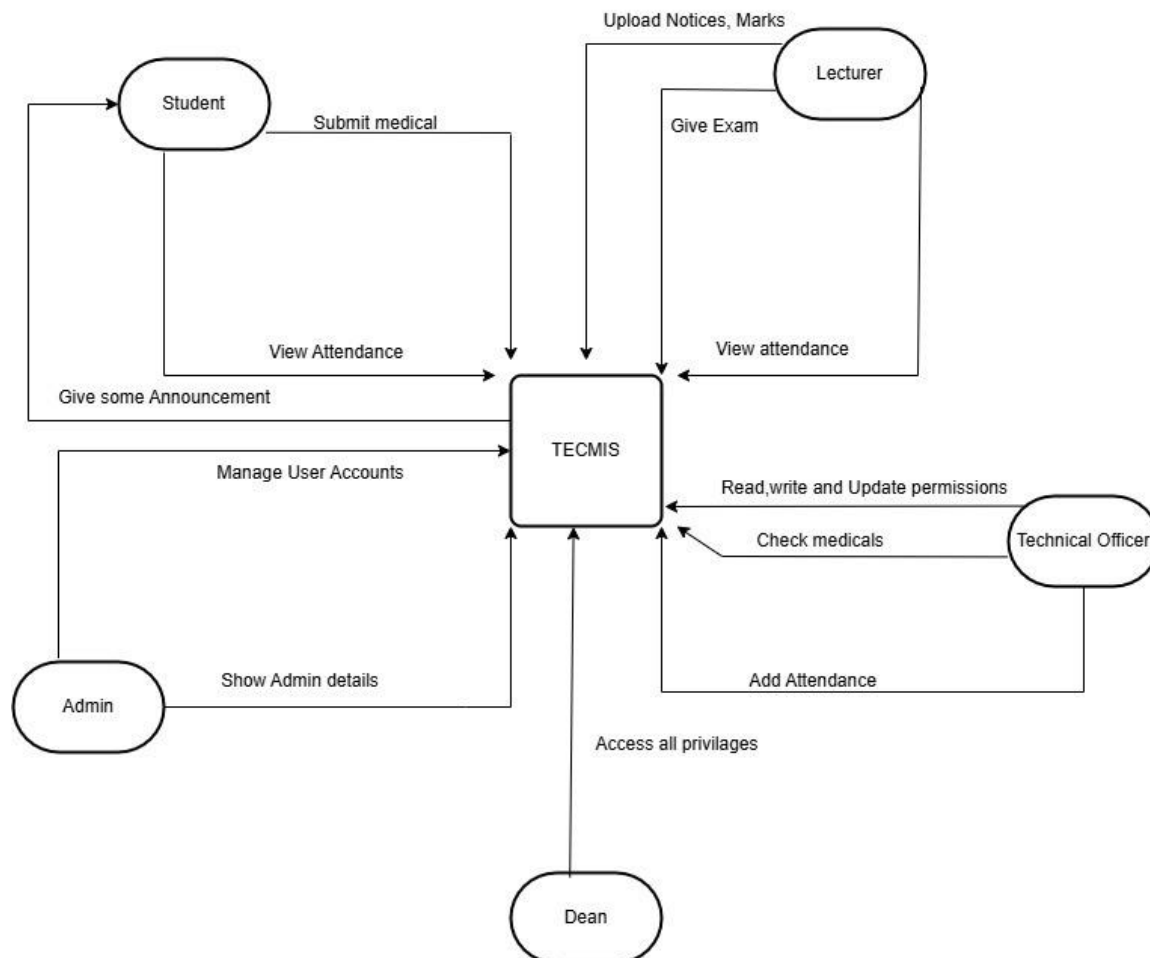 Upload Notices, Marks
Lecturer
Student
Submit medical
Give Exam
View Attendance
View attendance
Give some Announcement
TECMIS
Manage User Accounts
Read,write and Update permissions
Check medicals
Technical Officer
Show Admin details
Add Attendance
Admin
Access all privilages
Dean